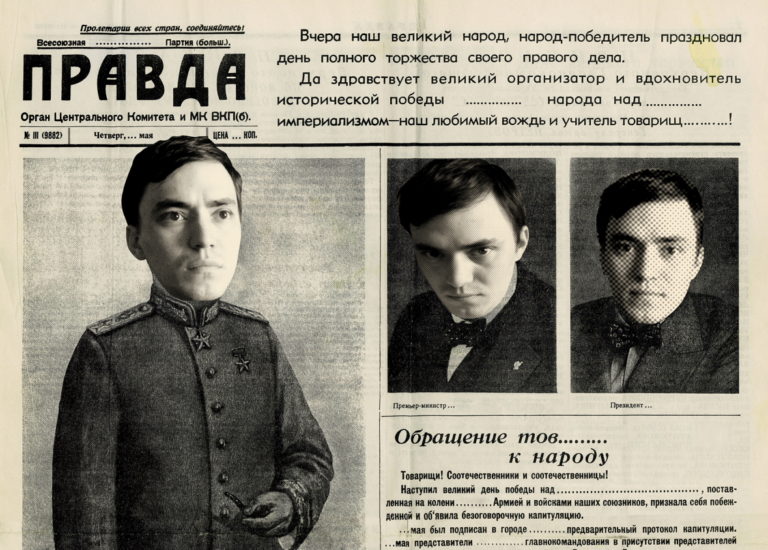 Пролетарии всех стран, соединяйтесь!
Всесоюзная ............... Партия (больш.).
ПРАВДА
Орган Центрального Комитета и МК ВКП(б).
№ III (9882) Четверг,... мая ЦЕНА ... КОП.
Вчера наш великий народ, народ-победитель праздновал
день полного торжества своего правого дела.
Да здравствует великий организатор и вдохновитель
исторической победы .............. народа над ..............
империализмом—наш любимый вождь и учитель товарищ..........!
Премьер-министр ...
Президент ...
Обращение тов.........
к народу
Товарищи! Соотечественники и соотечественницы!
Наступил великий день победы над ...................................., постав-
ленная на колени ......... Армией и войсками наших союзников, признала себя побеж-
денной и об'явила безоговорочную капитуляцию.
...мая был подписан в городе .......... предварительный протокол капитуляции.
...мая представители ............ главнокомандования в присутствии представителей